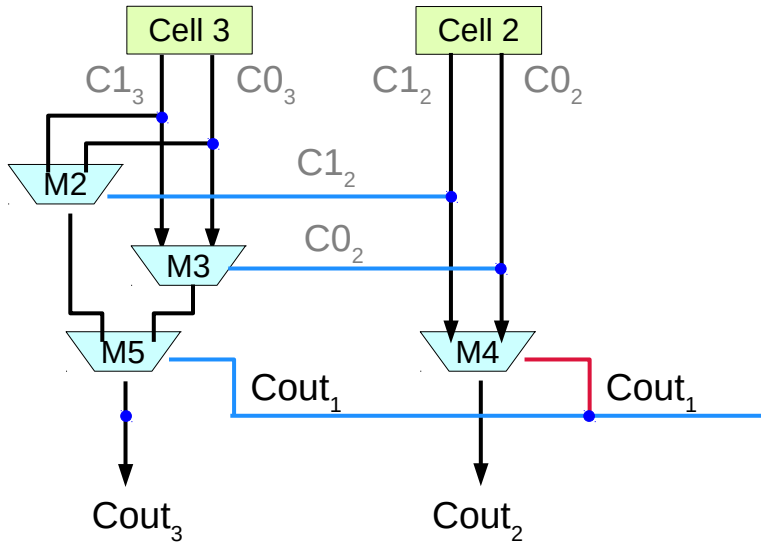 Cell 3
Cell 2
C1₃
C0₃
C1₂
C0₂
M2
C1₂
C0₂
M3
M5
M4
Cout₁
Cout₁
Cout₃
Cout₂